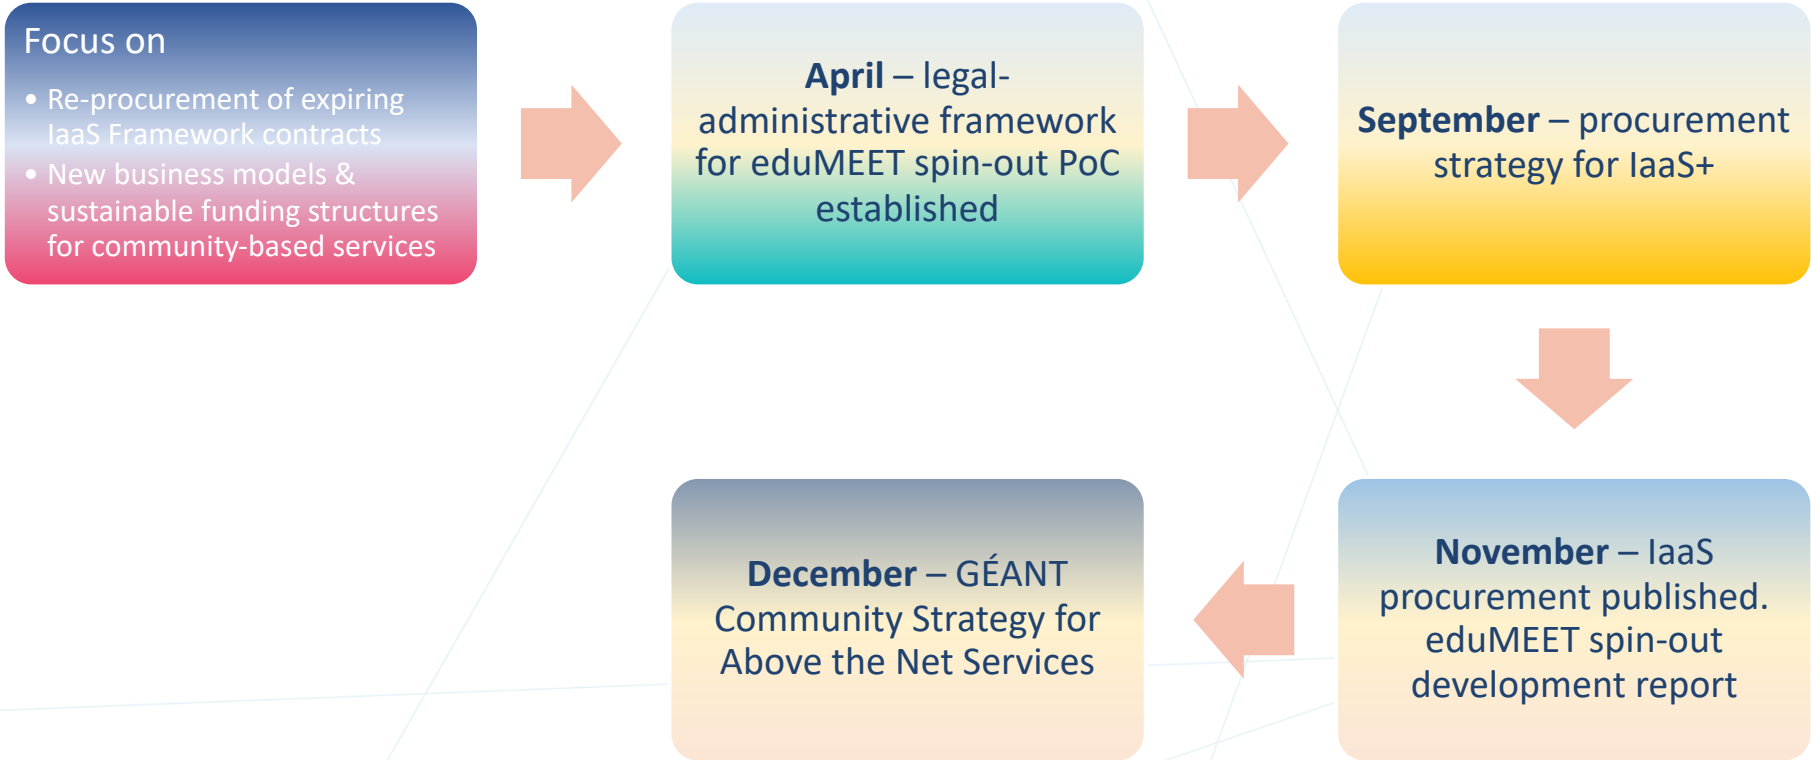 Focus on
• Re-procurement of expiring
IaaS Framework contracts
• New business models &
sustainable funding structures
for community-based services
April – legal-
administrative framework
for eduMEET spin-out PoC
established
September – procurement
strategy for IaaS+
November – IaaS
procurement published.
eduMEET spin-out
development report
December – GÉANT
Community Strategy for
Above the Net Services